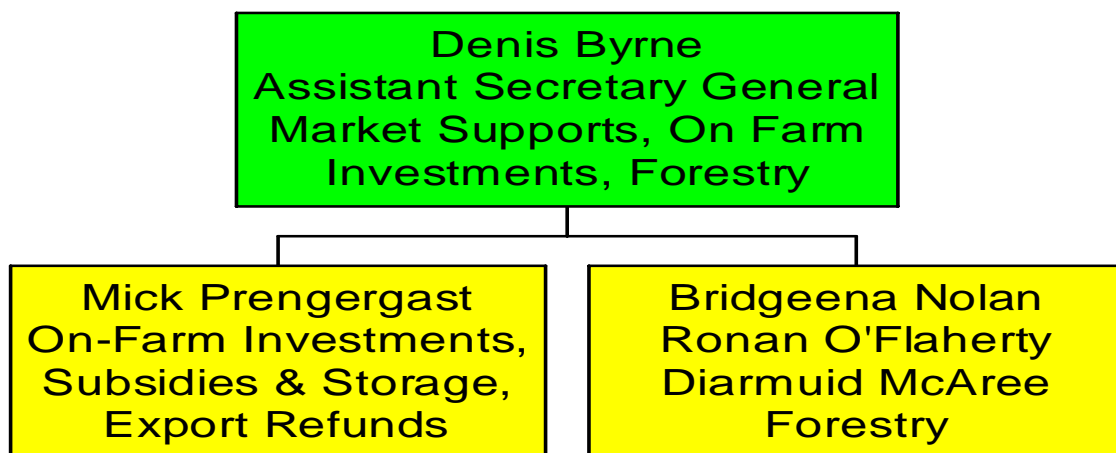 Denis Byrne
Assistant Secretary General
Market Supports, On Farm
Investments, Forestry
Mick Prengergast
On-Farm Investments,
Subsidies & Storage,
Export Refunds
Bridgeena Nolan
Ronan O'Flaherty
Diarmuid McAree
Forestry